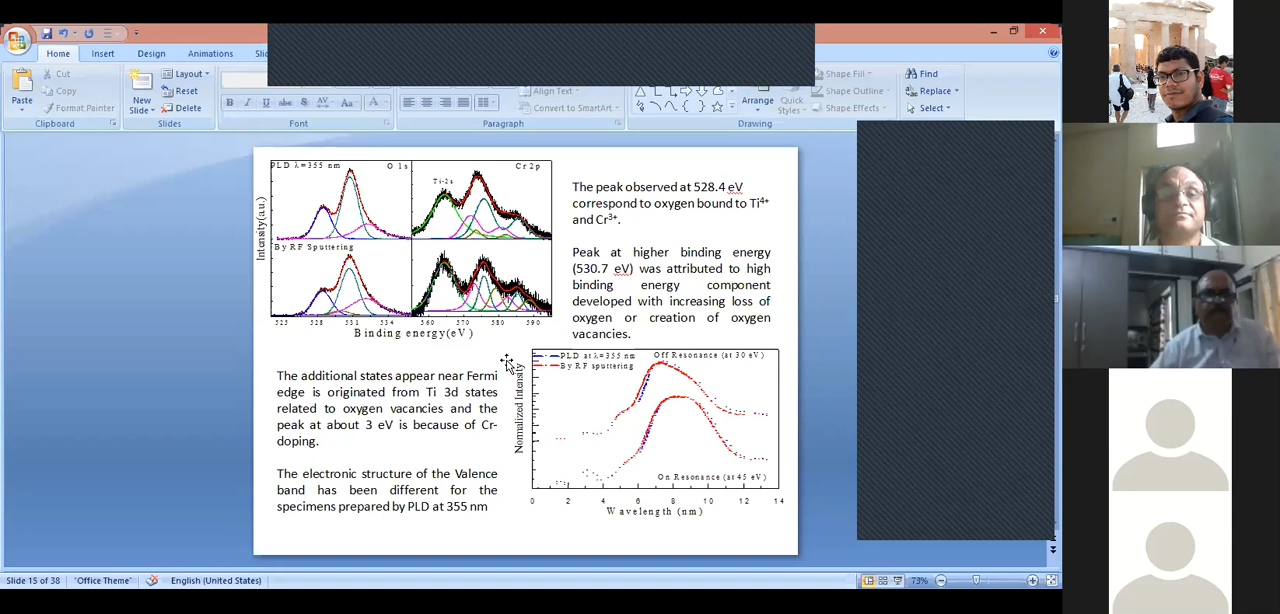 Home Insert Design Animations
Cut
Copy
Format Painter
Paste
Clipboard
New
Slide
Layout
Reset
Delete
Slides
B I U abc S AV Aa A
Font
Align Text
Convert to SmartArt
Paragraph
Arrange
Quick
Styles
Shape Fill
Shape Outline
Shape Effects
Drawing
Find
Replace
Select
Editing
PLD λ=355 nm O 1s Cr 2p
Ti-2s
By RF Sputtering
Intensity(a.u.)
525 528 531 534 560 570 580 590
Binding energy(eV)
The peak observed at 528.4 eV
correspond to oxygen bound to Ti4+
and Cr3+.
Peak at higher binding energy
(530.7 eV) was attributed to high
binding energy component
developed with increasing loss of
oxygen or creation of oxygen
vacancies.
The additional states appear near Fermi
edge is originated from Ti 3d states
related to oxygen vacancies and the
peak at about 3 eV is because of Cr-
doping.
The electronic structure of the Valence
band has been different for the
specimens prepared by PLD at 355 nm
PLD at λ=355 nm Off Resonance (at 30 eV)
By RF sputtering
Normalized Intensity
On Resonance (at 45 eV)
0 2 4 6 8 10 12 14
Wavelength (nm)
Slide 15 of 38 "Office Theme" English (United States) 73%